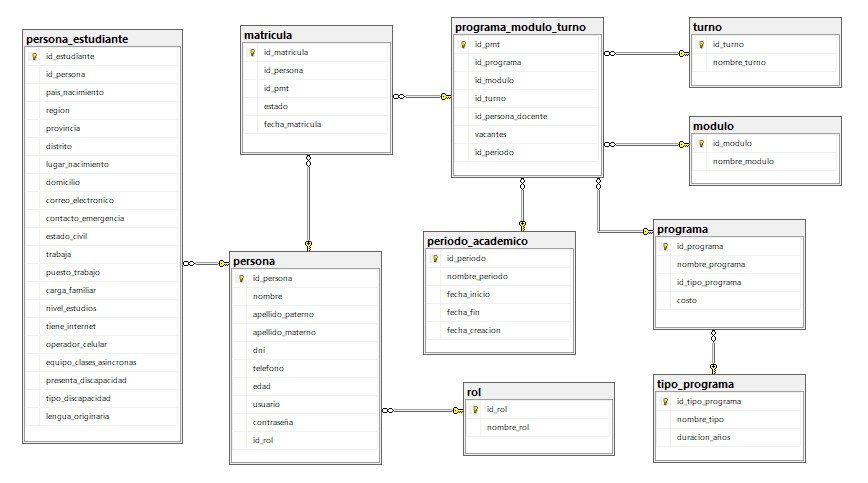 persona_estudiante
id_estudiante
id_persona
pais_nacimiento
region
provincia
distrito
lugar_nacimiento
domicilio
correo_electronico
contacto_emergencia
estado_civil
trabaja
puesto_trabajo
carga_familiar
nivel_estudios
tiene_internet
operador_celular
equipo_clases_asincronas
presenta_discapacidad
tipo_discapacidad
lengua_originaria
matricula
id_matricula
id_persona
id_pmt
estado
fecha_matricula
programa_modulo_turno
id_pmt
id_programa
id_modulo
id_turno
id_persona_docente
vacantes
id_periodo
turno
id_turno
nombre_turno
modulo
id_modulo
nombre_modulo
persona
id_persona
nombre
apellido_paterno
apellido_materno
dni
telefono
edad
usuario
contraseña
id_rol
periodo_academico
id_periodo
nombre_periodo
fecha_inicio
fecha_fin
fecha_creacion
programa
id_programa
nombre_programa
id_tipo_programa
costo
rol
id_rol
nombre_rol
tipo_programa
id_tipo_programa
nombre_tipo
duracion_años